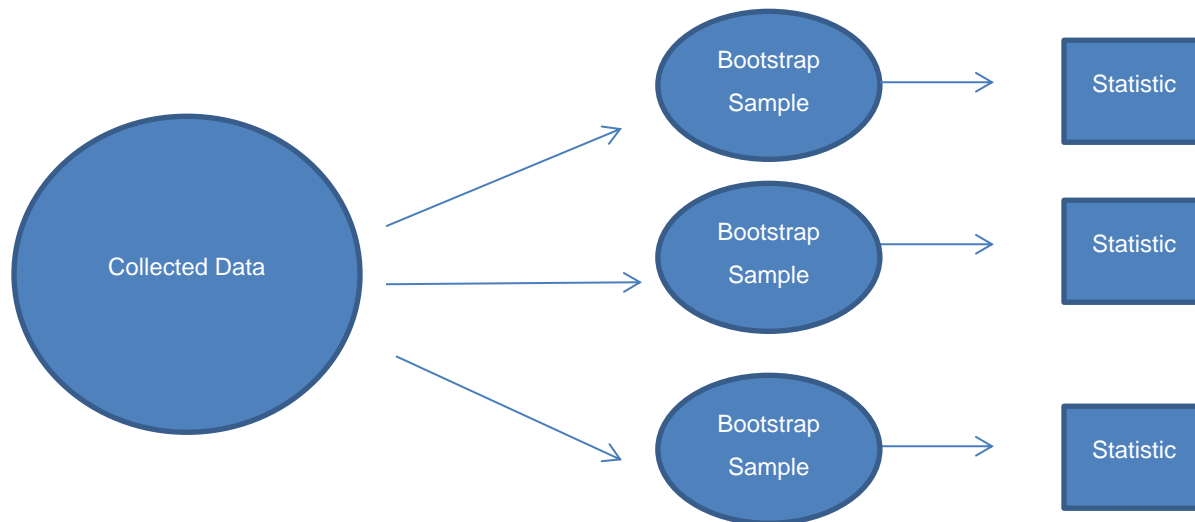 Bootstrap
Sample
Statistic
Collected Data
Bootstrap
Sample
Statistic
Bootstrap
Sample
Statistic